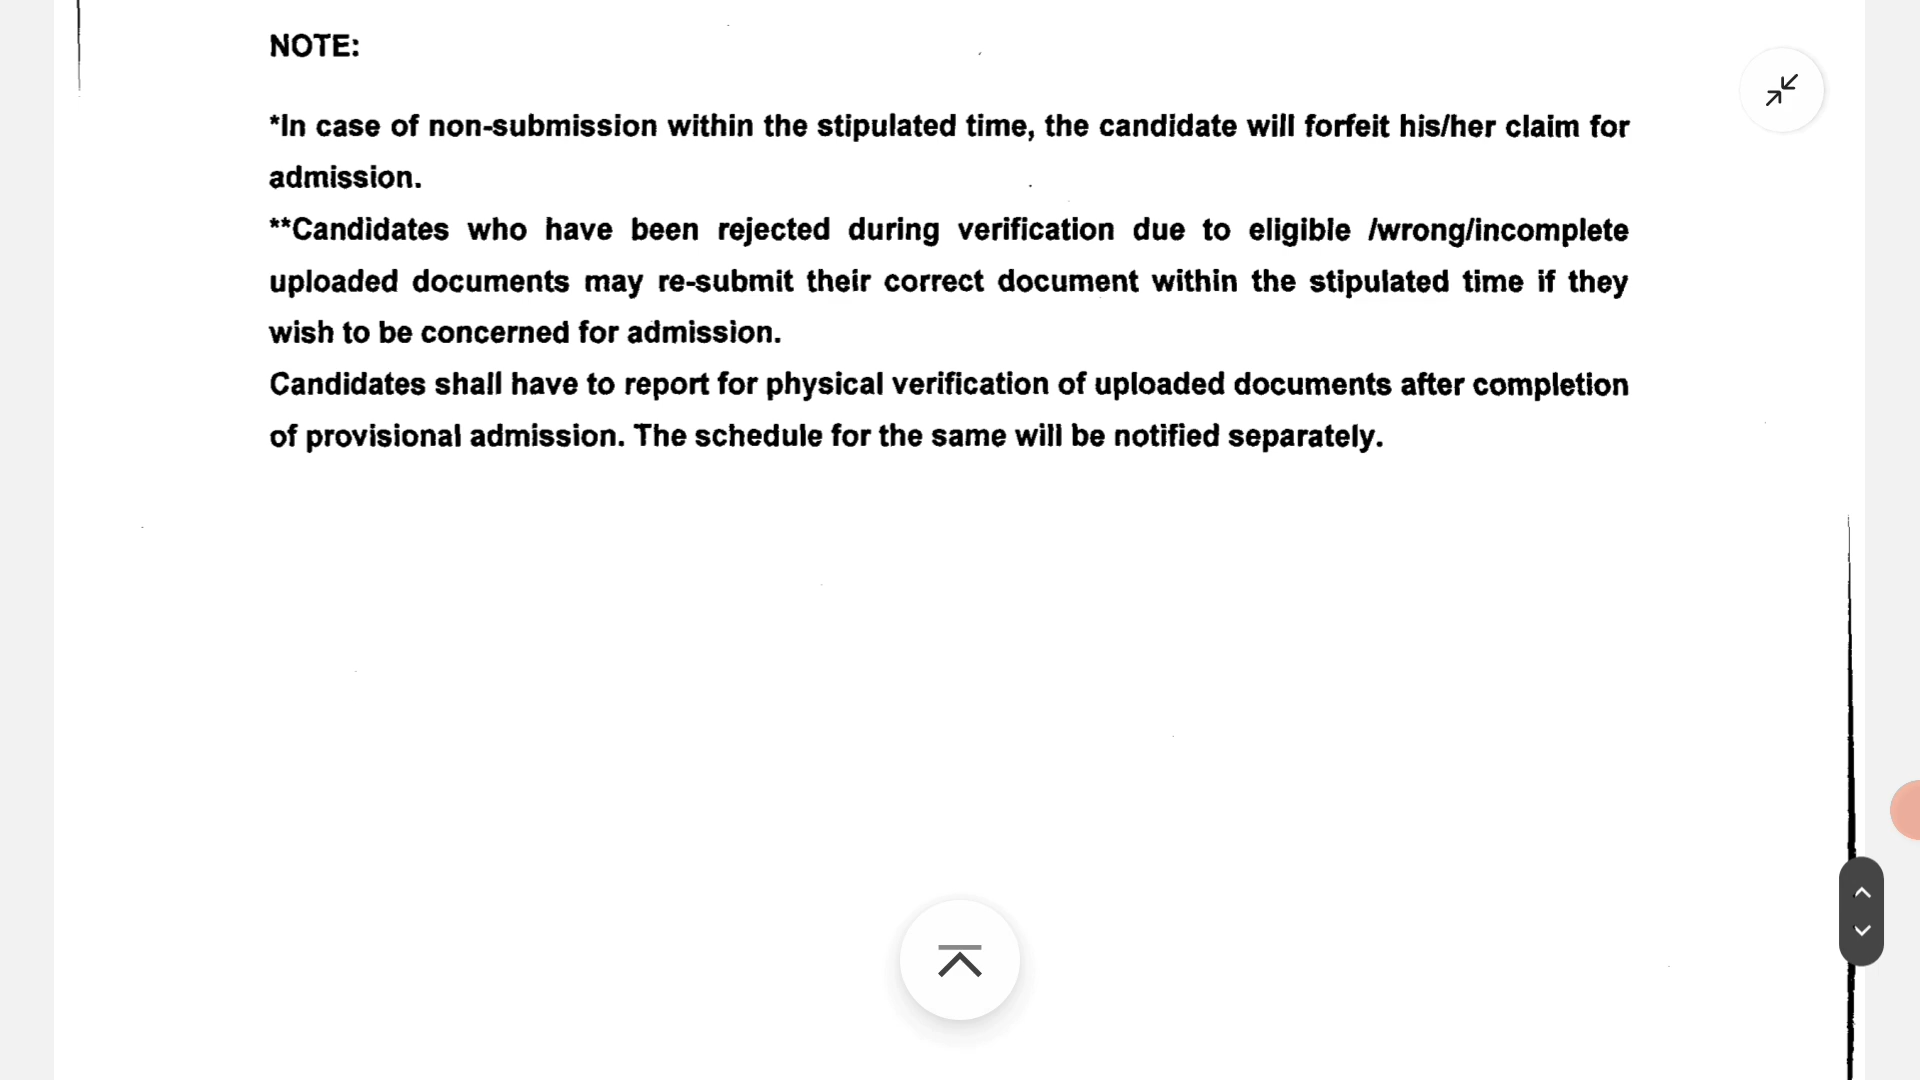 NOTE:
*In case of non-submission within the stipulated time, the candidate will forfeit his/her claim for
admission.
**Candidates who have been rejected during verification due to eligible /wrong/incomplete
uploaded documents may re-submit their correct document within the stipulated time if they
wish to be concerned for admission.
Candidates shall have to report for physical verification of uploaded documents after completion
of provisional admission. The schedule for the same will be notified separately.